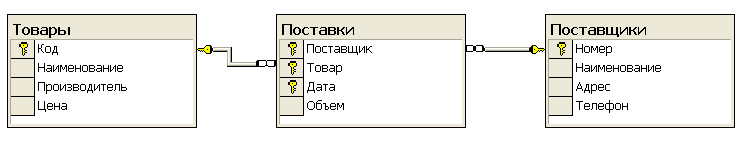 Товары
Код
Наименование
Производитель
Цена
Поставки
Поставщик
Товар
Дата
Объем
Поставщики
Номер
Наименование
Адрес
Телефон